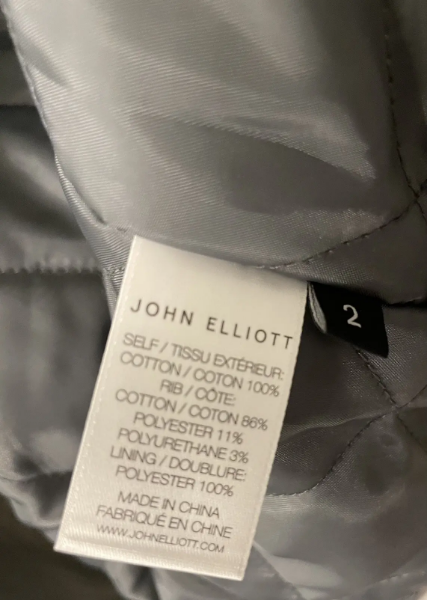 JOHN ELLIOTT
SELF / TISSU EXTÉRIEUR:
COTTON / COTON 100%
RIB / CÔTE:
COTTON / COTON 86%
POLYESTER 11%
POLYURETHANE 3%
LINING / DOUBLURE:
POLYESTER 100%
MADE IN CHINA
FABRIQUÉ EN CHINE
WWW.JOHNELLIOTT.COM
2